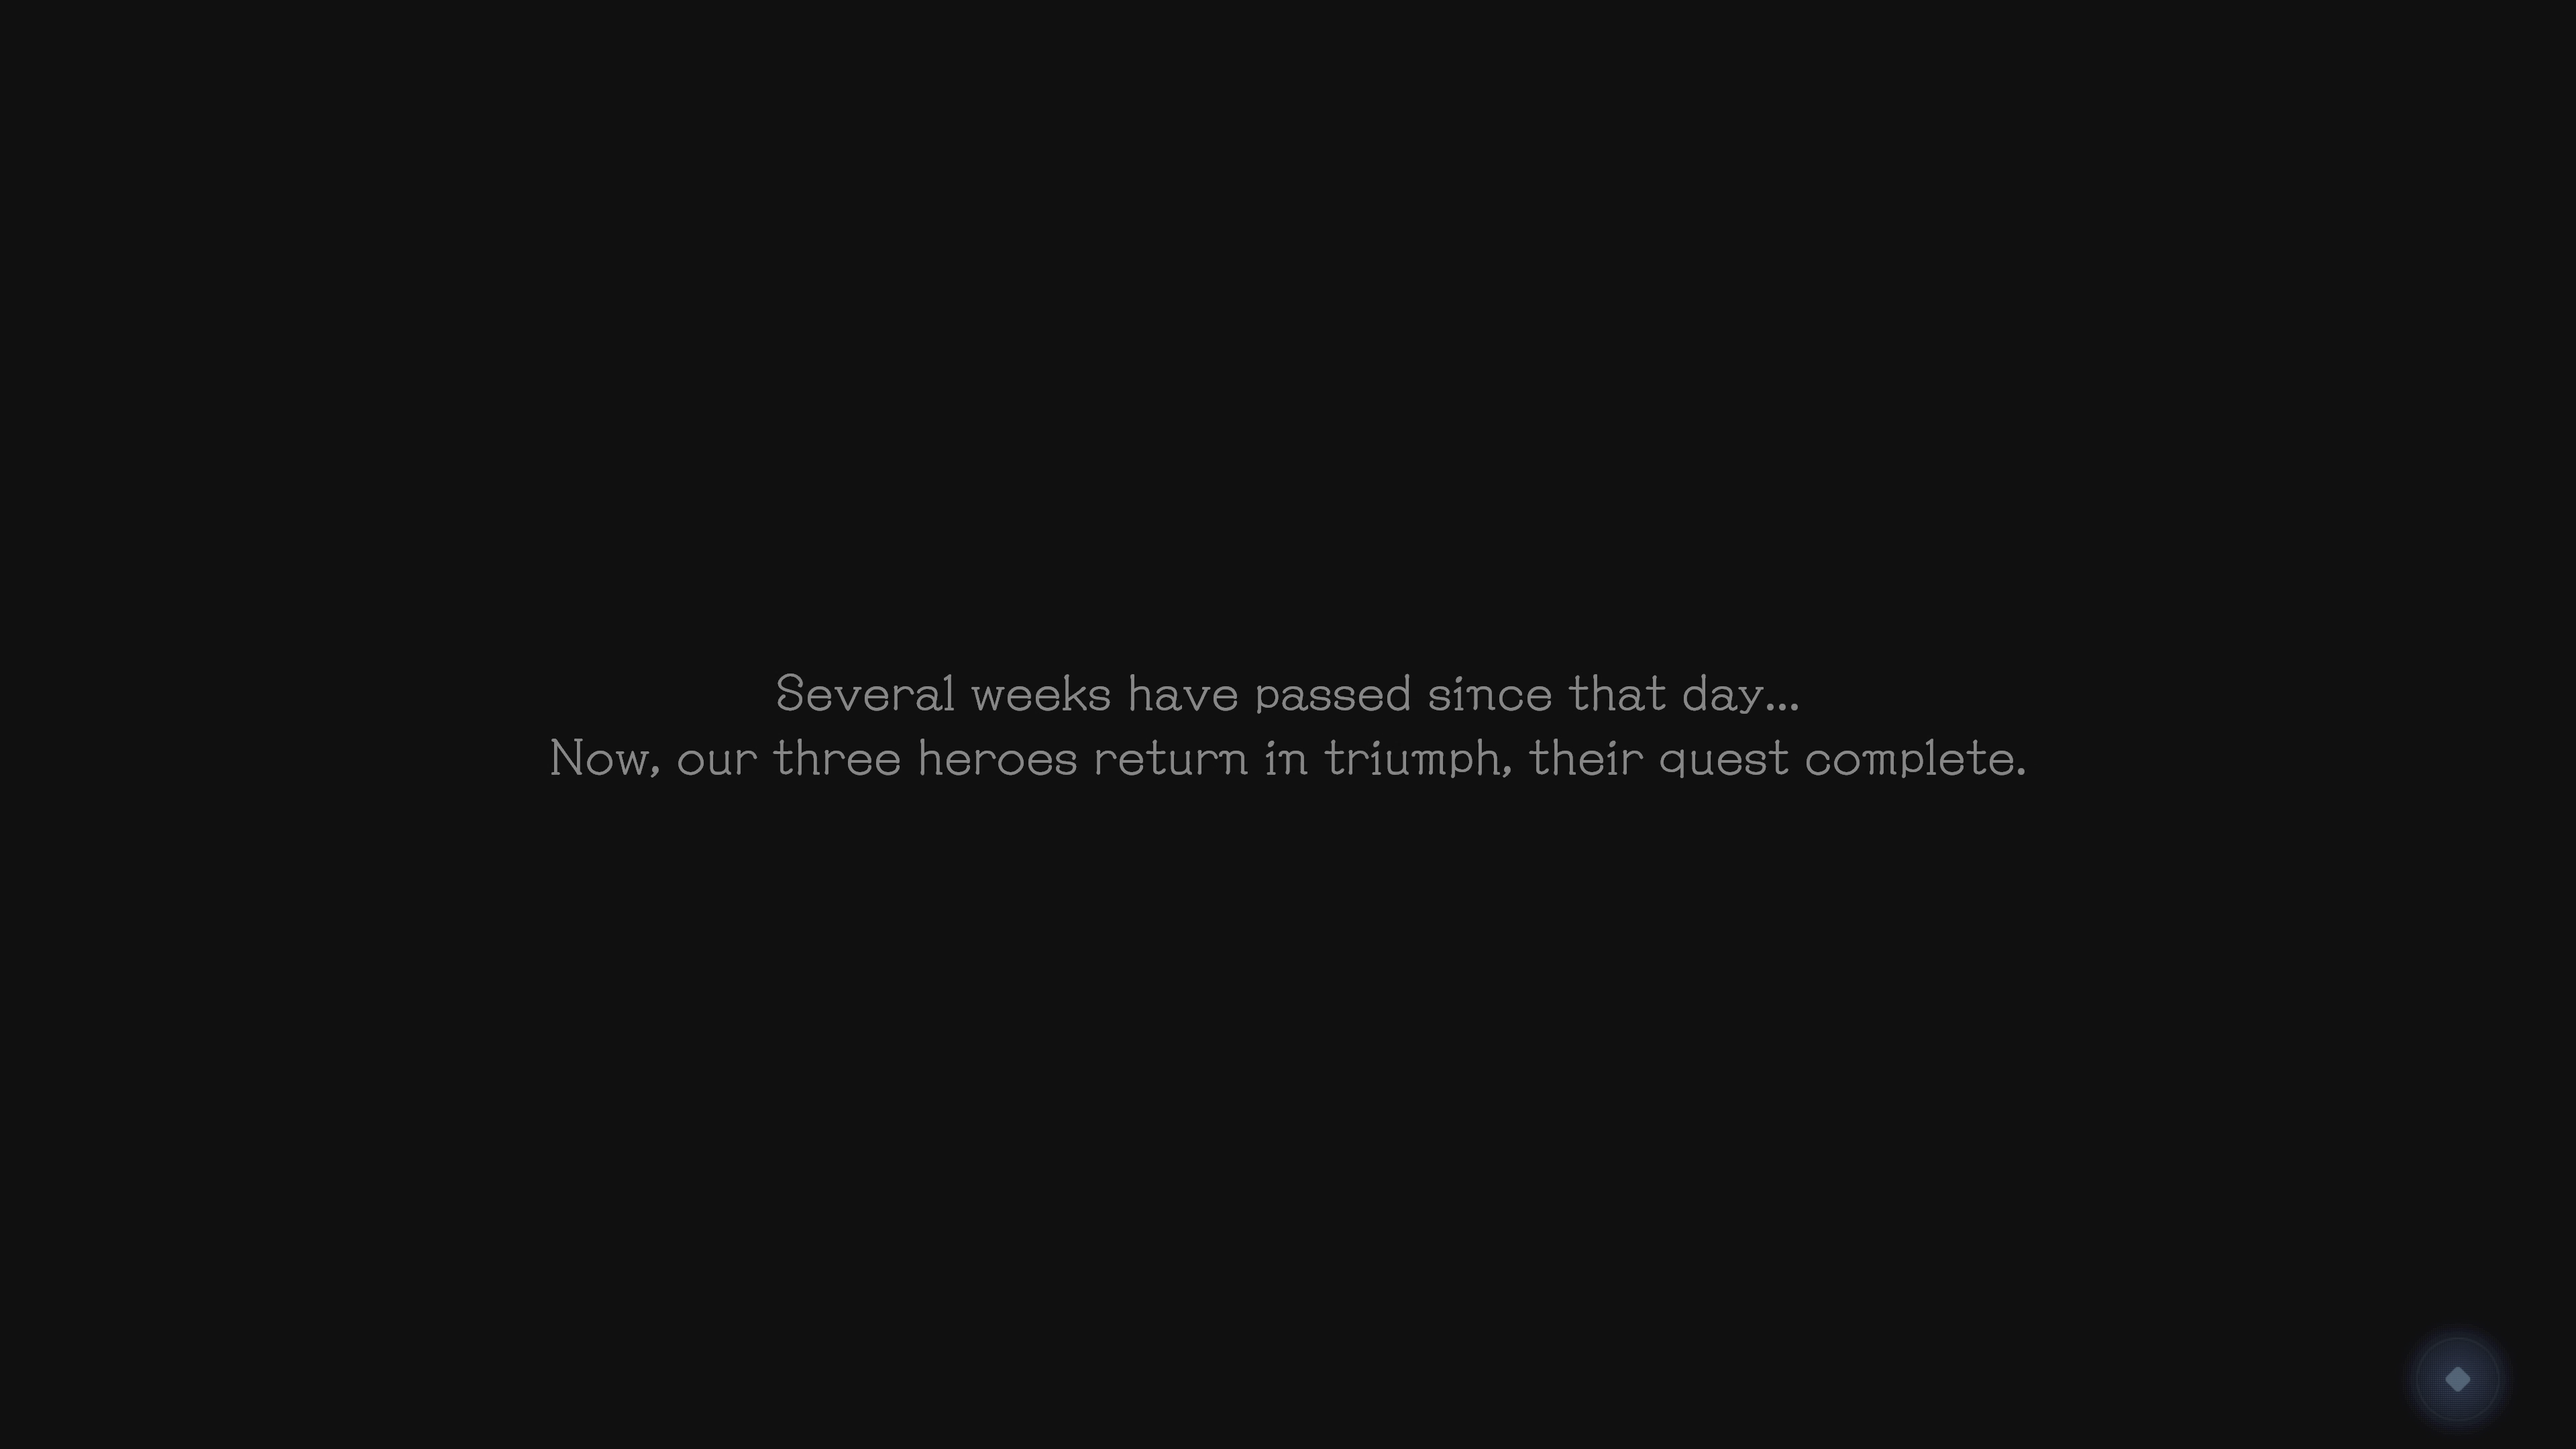 Several weeks have passed since that day...
Now, our three heroes return in triumph, their quest complete.